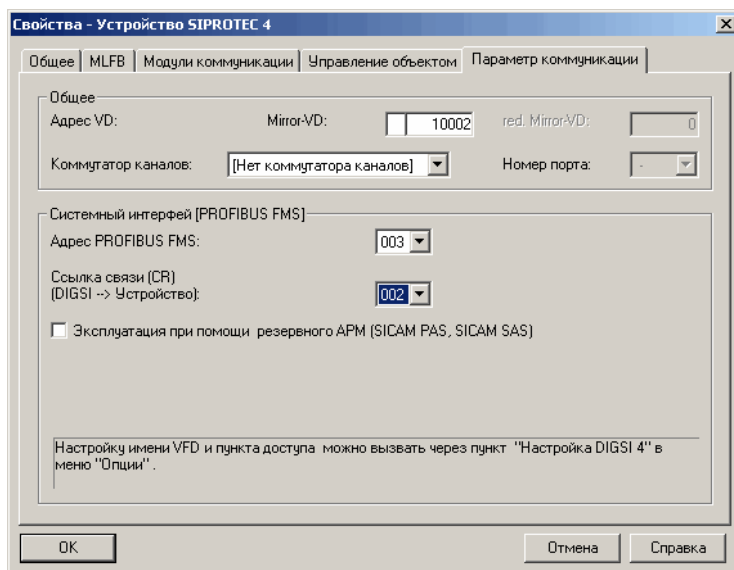 Свойства - Устройство SIPROTEC 4
Общее MLFB Модули коммуникации Управление объектом Параметр коммуникации
Общее
Адрес VD: Mirror-VD: 10002 red. Mirror-VD: 0
Коммутатор каналов: [Нет коммутатора каналов] Номер порта: -
Системный интерфей [PROFIBUS FMS]
Адрес PROFIBUS FMS: 003
Ссылка связи (CR)
(DIGSI --> Устройство): 002
Эксплуатация при помощи резервного АРМ (SICAM PAS, SICAM SAS)
Настройку имени VFD и пункта доступа можно вызвать через пункт "Настройка DIGSI 4" в
меню "Опции" .
OK Отмена Справка